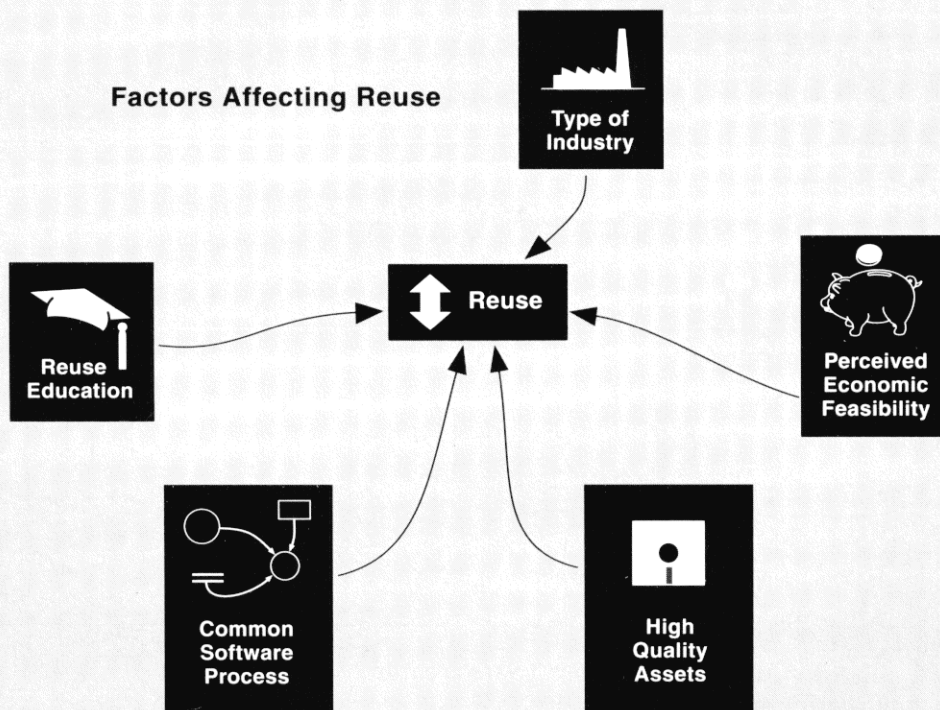 Factors Affecting Reuse
Type of
Industry
Reuse
Reuse
Education
Perceived
Economic
Feasibility
Common
Software
Process
High
Quality
Assets